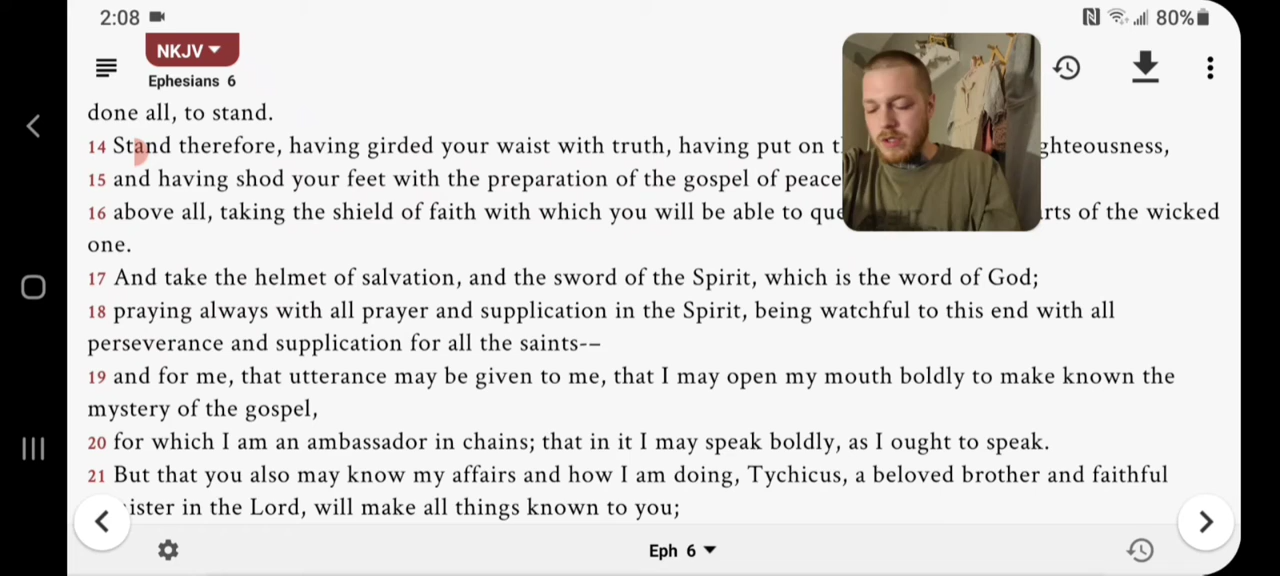 2:08 80%
NKJV
Ephesians 6
done all, to stand.
14 Stand therefore, having girded your waist with truth, having put on ghteousness,
15 and having shod your feet with the preparation of the gospel of peace
16 above all, taking the shield of faith with which you will be able to que rts of the wicked
one.
17 And take the helmet of salvation, and the sword of the Spirit, which is the word of God;
18 praying always with all prayer and supplication in the Spirit, being watchful to this end with all
perseverance and supplication for all the saints--
19 and for me, that utterance may be given to me, that I may open my mouth boldly to make known the
mystery of the gospel,
20 for which I am an ambassador in chains; that in it I may speak boldly, as I ought to speak.
21 But that you also may know my affairs and how I am doing, Tychicus, a beloved brother and faithful
ister in the Lord, will make all things known to you;
Eph 6